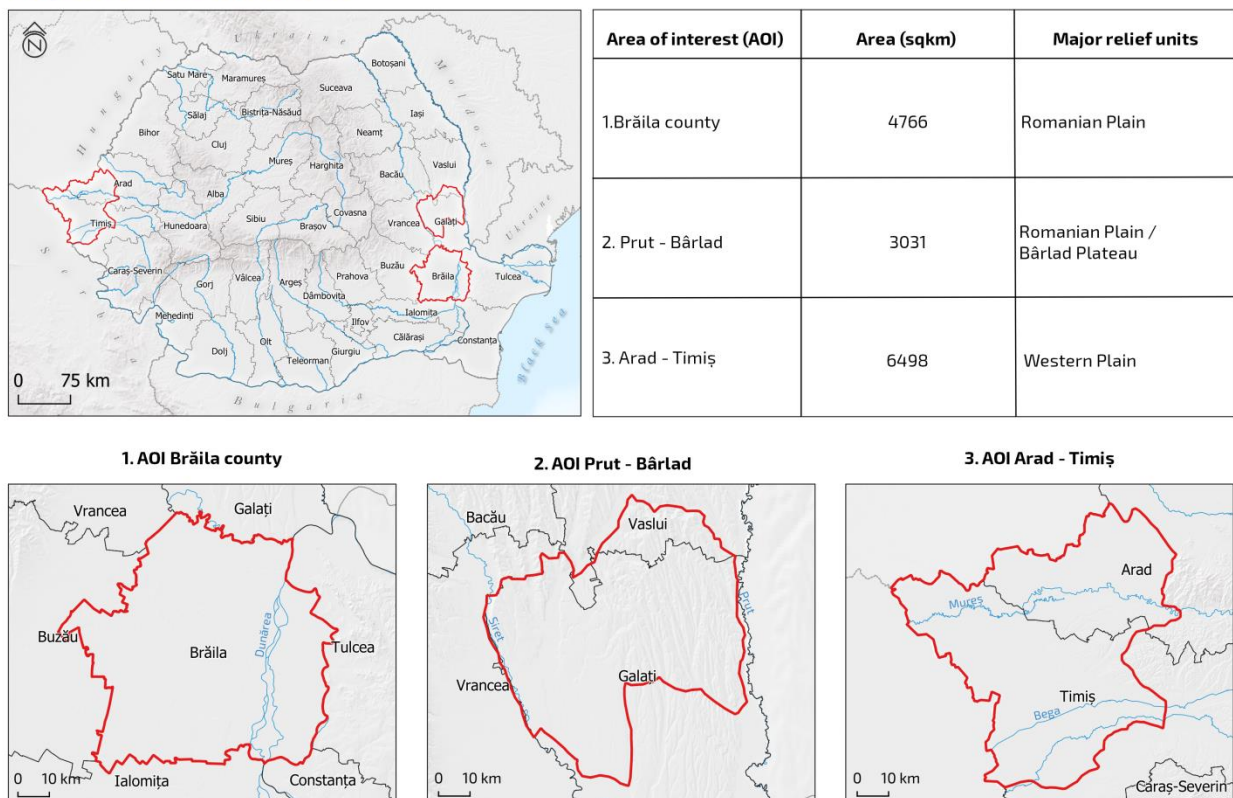 N
Ukraine
Hungary
Moldova
Ukraine
Bulgaria
Black Sea
Satu Mare
Maramureș
Botoșani
Suceava
Sălaj
Bistrița-Năsăud
Iași
Bihor
Cluj
Neamț
Mureș
Harghita
Bacău
Vaslui
Arad
Alba
Timiș
Hunedoara
Sibiu
Brașov
Covasna
Vrancea
Galați
Caraș-Severin
Gorj
Vâlcea
Argeș
Prahova
Buzău
Brăila
Tulcea
Dâmbovița
Mehedinți
Ilfov
Ialomița
Călărași
Constanța
Dolj
Olt
Teleorman
Giurgiu
0 75 km
Area of interest (AOI) Area (sqkm) Major relief units
1.Brăila county 4766 Romanian Plain
2. Prut - Bârlad 3031 Romanian Plain /
Bârlad Plateau
3. Arad - Timiș 6498 Western Plain
1. AOI Brăila county
Vrancea
Galați
Buzău
Brăila
Dunărea
Tulcea
Ialomița
Constanța
0 10 km
2. AOI Prut - Bârlad
Bacău
Vaslui
Prut
Siret
Vrancea
Galați
0 10 km
3. AOI Arad - Timiș
Arad
Mureș
Timiș
Bega
Caraș-Severin
0 10 km